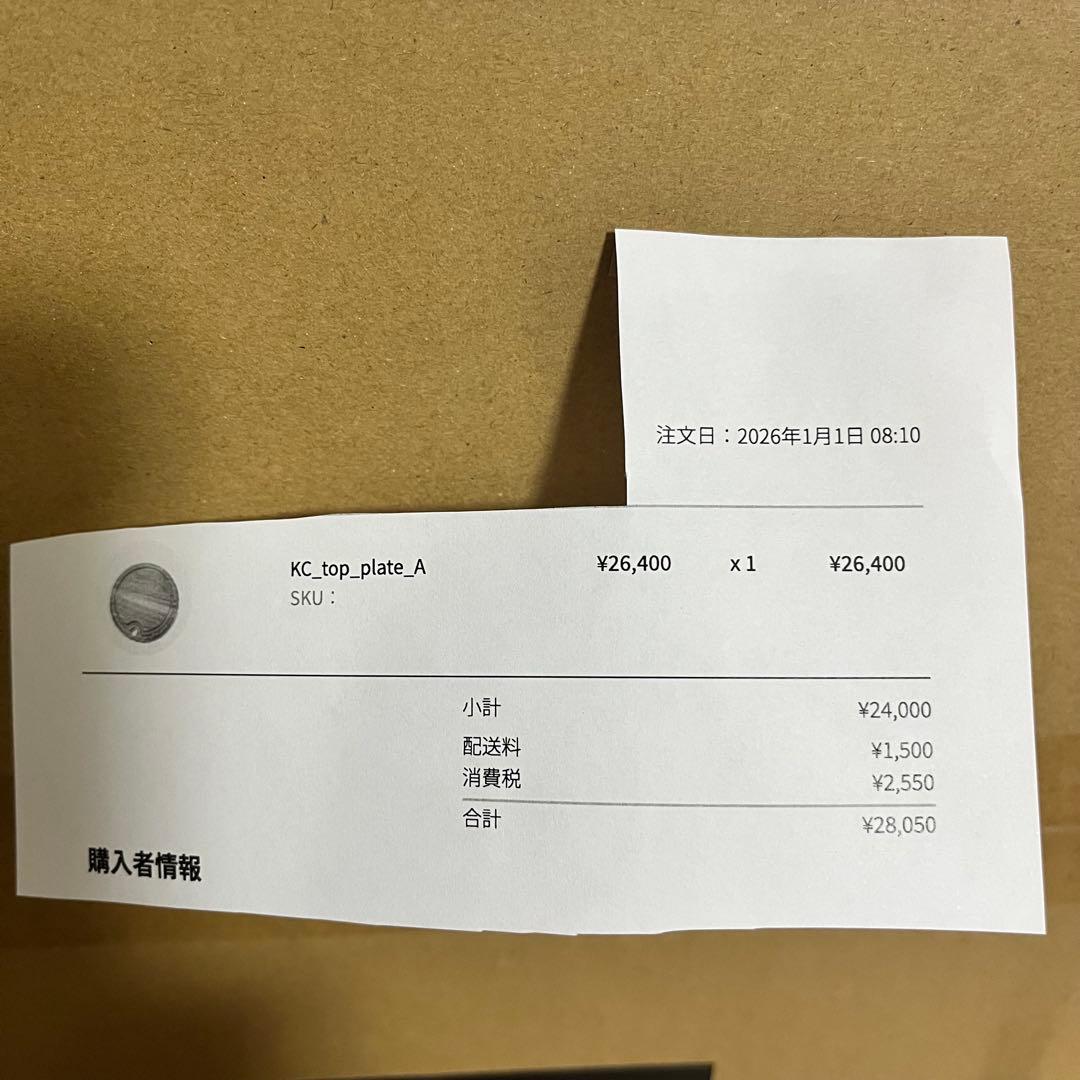 注文日：2026年1月1日 08:10
KC_top_plate_A ¥26,400 x 1 ¥26,400
SKU：
小計 ¥24,000
配送料 ¥1,500
消費税 ¥2,550
合計 ¥28,050
購入者情報